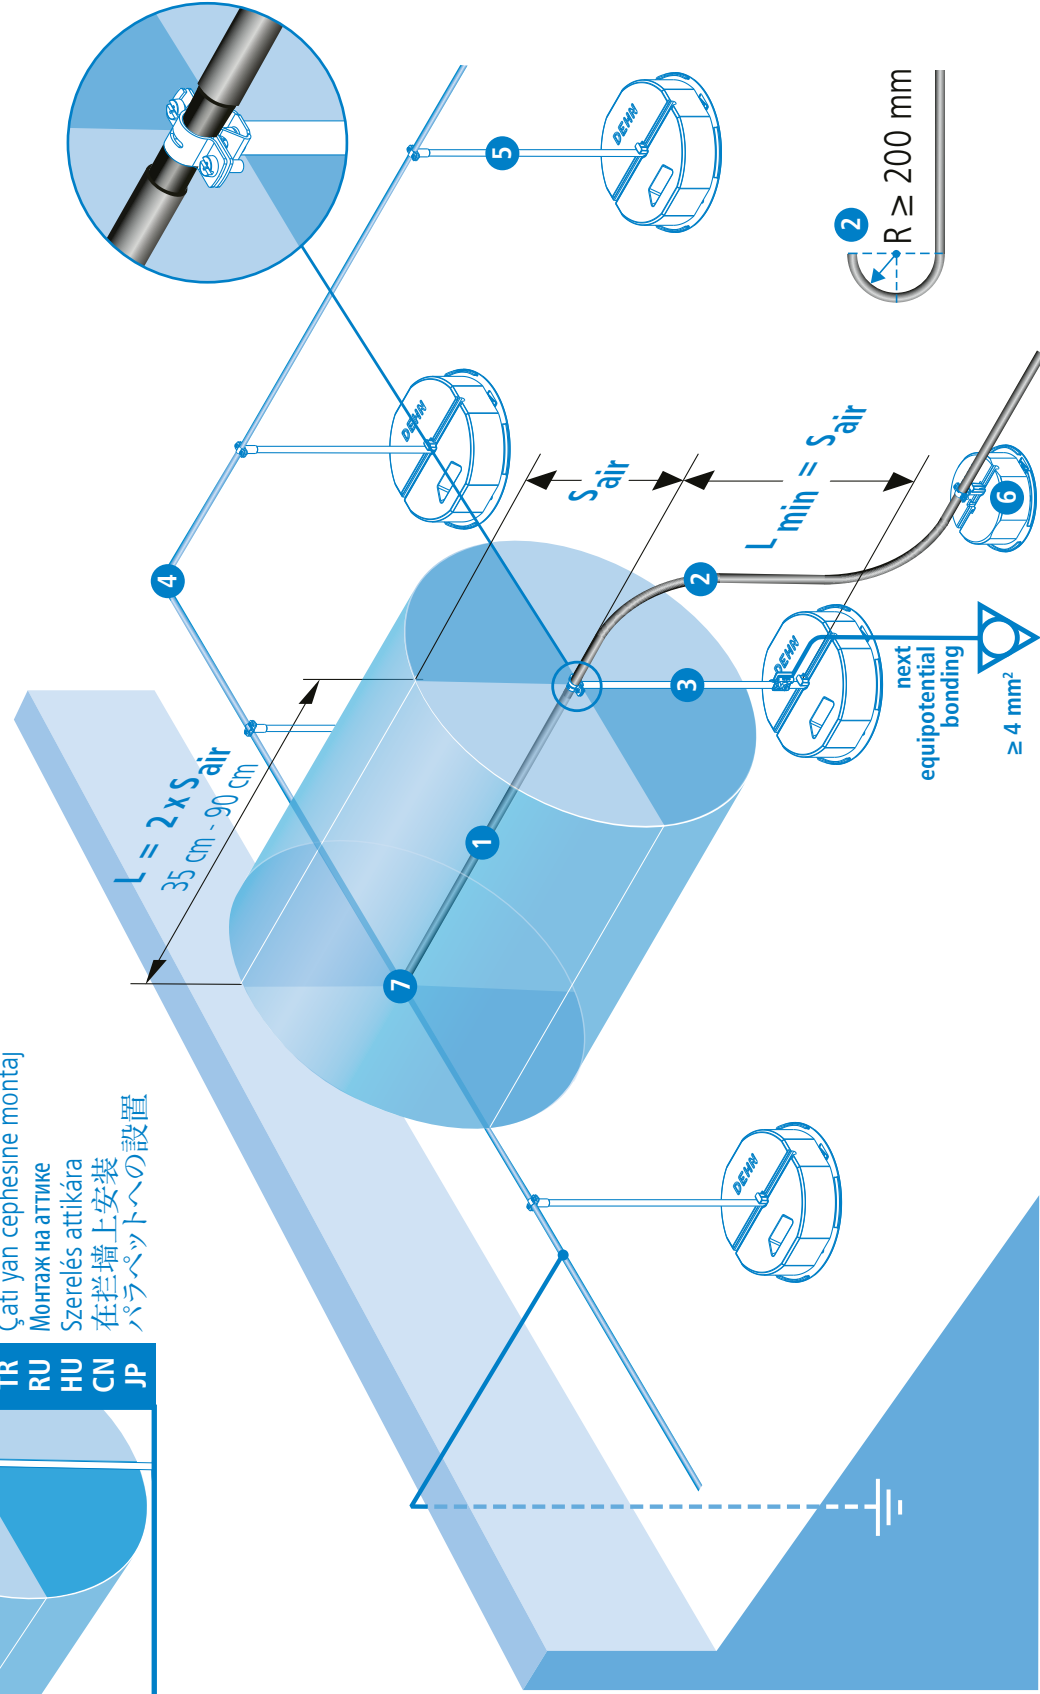 TR Çatı yan cephesine montaj
RU Монтаж на аттике
HU Szerelés attikára
CN 在拦墙上安装
JP パラペットへの設置
L = 2 x s air
35 cm - 90 cm
4
7
1
5
DEHN
DEHN
s air
L min = s air
2
3
DEHN
6
next
equipotential
bonding
≥ 4 mm²
DEHN
2
R ≥ 200 mm